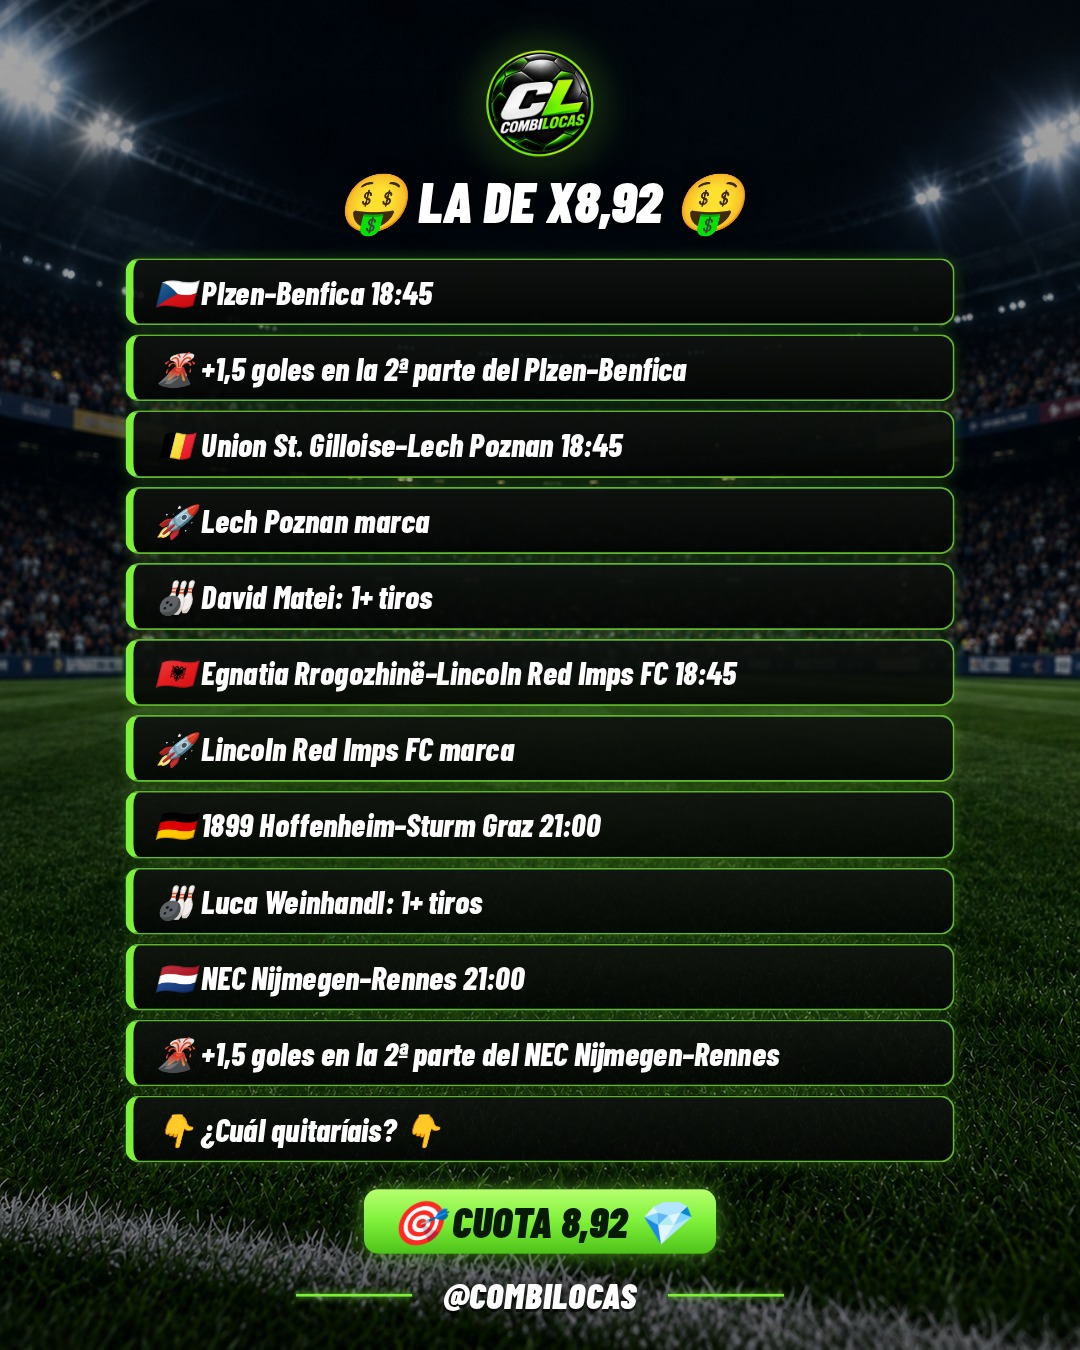 CL
COMBILOCAS
🤑 LA DE X8,92 🤑
🇨🇿 Plzen-Benfica 18:45
🌋 +1,5 goles en la 2ª parte del Plzen-Benfica
🇧🇪 Union St. Gilloise-Lech Poznan 18:45
🚀 Lech Poznan marca
🎳 David Matei: 1+ tiros
🇦🇱 Egnatia Rrogozhinë-Lincoln Red Imps FC 18:45
🚀 Lincoln Red Imps FC marca
🇩🇪 1899 Hoffenheim-Sturm Graz 21:00
🎳 Luca Weinhandl: 1+ tiros
🇳🇱 NEC Nijmegen-Rennes 21:00
🌋 +1,5 goles en la 2ª parte del NEC Nijmegen-Rennes
👇 ¿Cuál quitaríais? 👇
🎯 CUOTA 8,92 💎
@COMBILOCAS